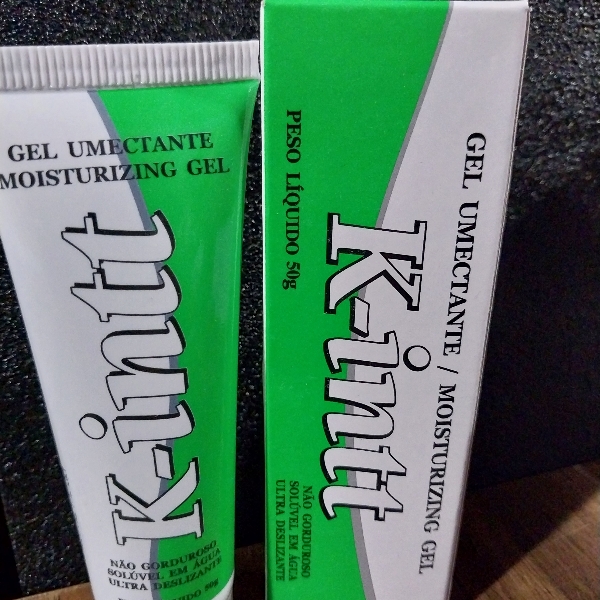 GEL UMECTANTE
MOISTURIZING GEL
K-intt
NÃO GORDUROSO
SOLÚVEL EM ÁGUA
ULTRA DESLIZANTE
50g
GEL UMECTANTE / MOISTURIZING GEL
K-intt
PESO LÍQUIDO 50g
NÃO GORDUROSO
SOLÚVEL EM ÁGUA
ULTRA DESLIZANTE